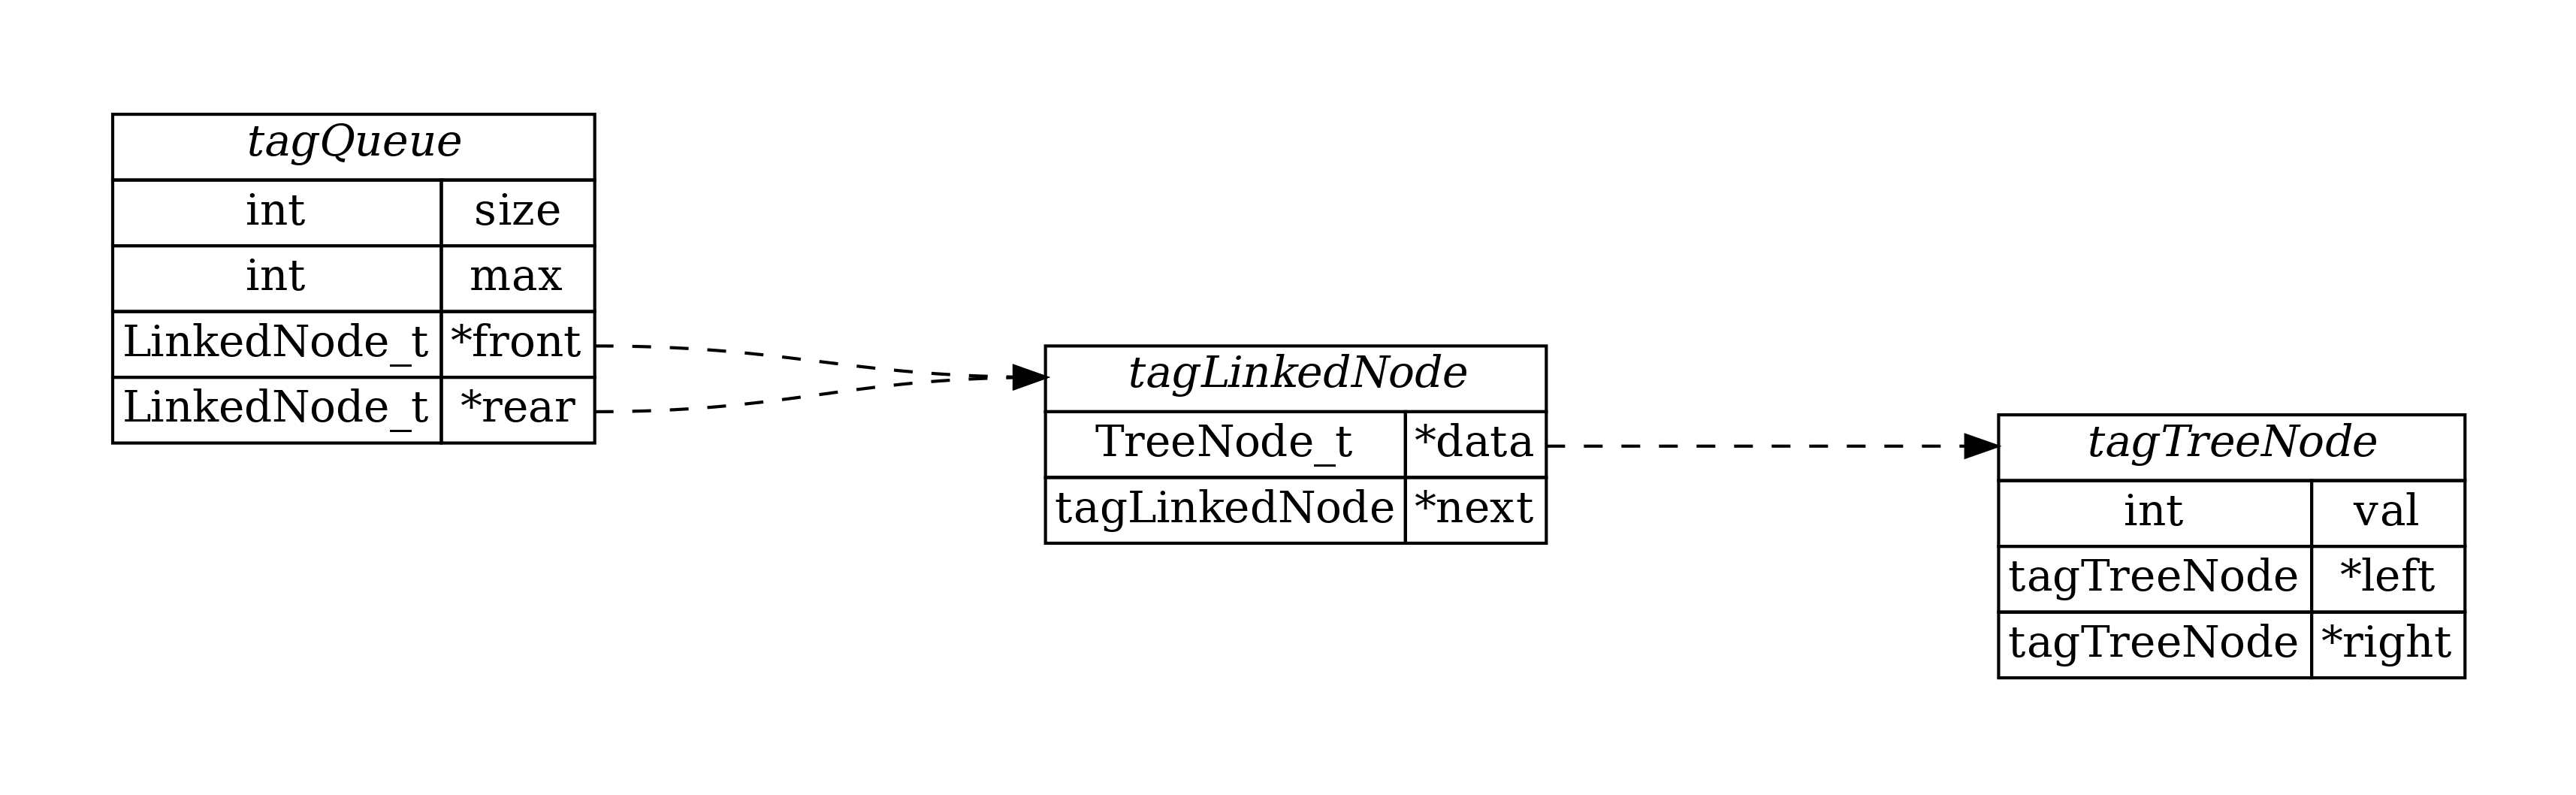 tagQueue
int size
int max
LinkedNode_t *front
LinkedNode_t *rear
tagLinkedNode
TreeNode_t *data
tagLinkedNode *next
tagTreeNode
int val
tagTreeNode *left
tagTreeNode *right